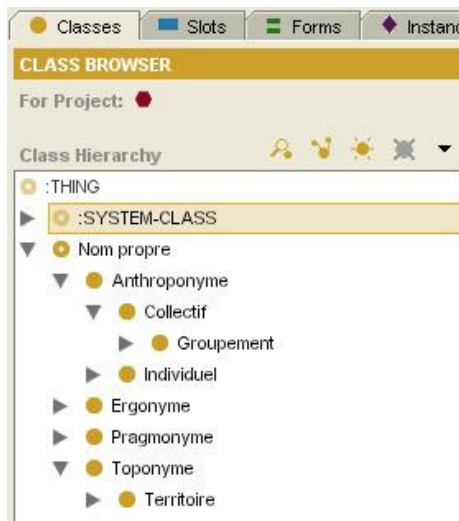 Classes Slots Forms Instanc
CLASS BROWSER
For Project:
Class Hierarchy
:THING
:SYSTEM-CLASS
Nom propre
Anthroponyme
Collectif
Groupement
Individuel
Ergonyme
Pragmonyme
Toponyme
Territoire